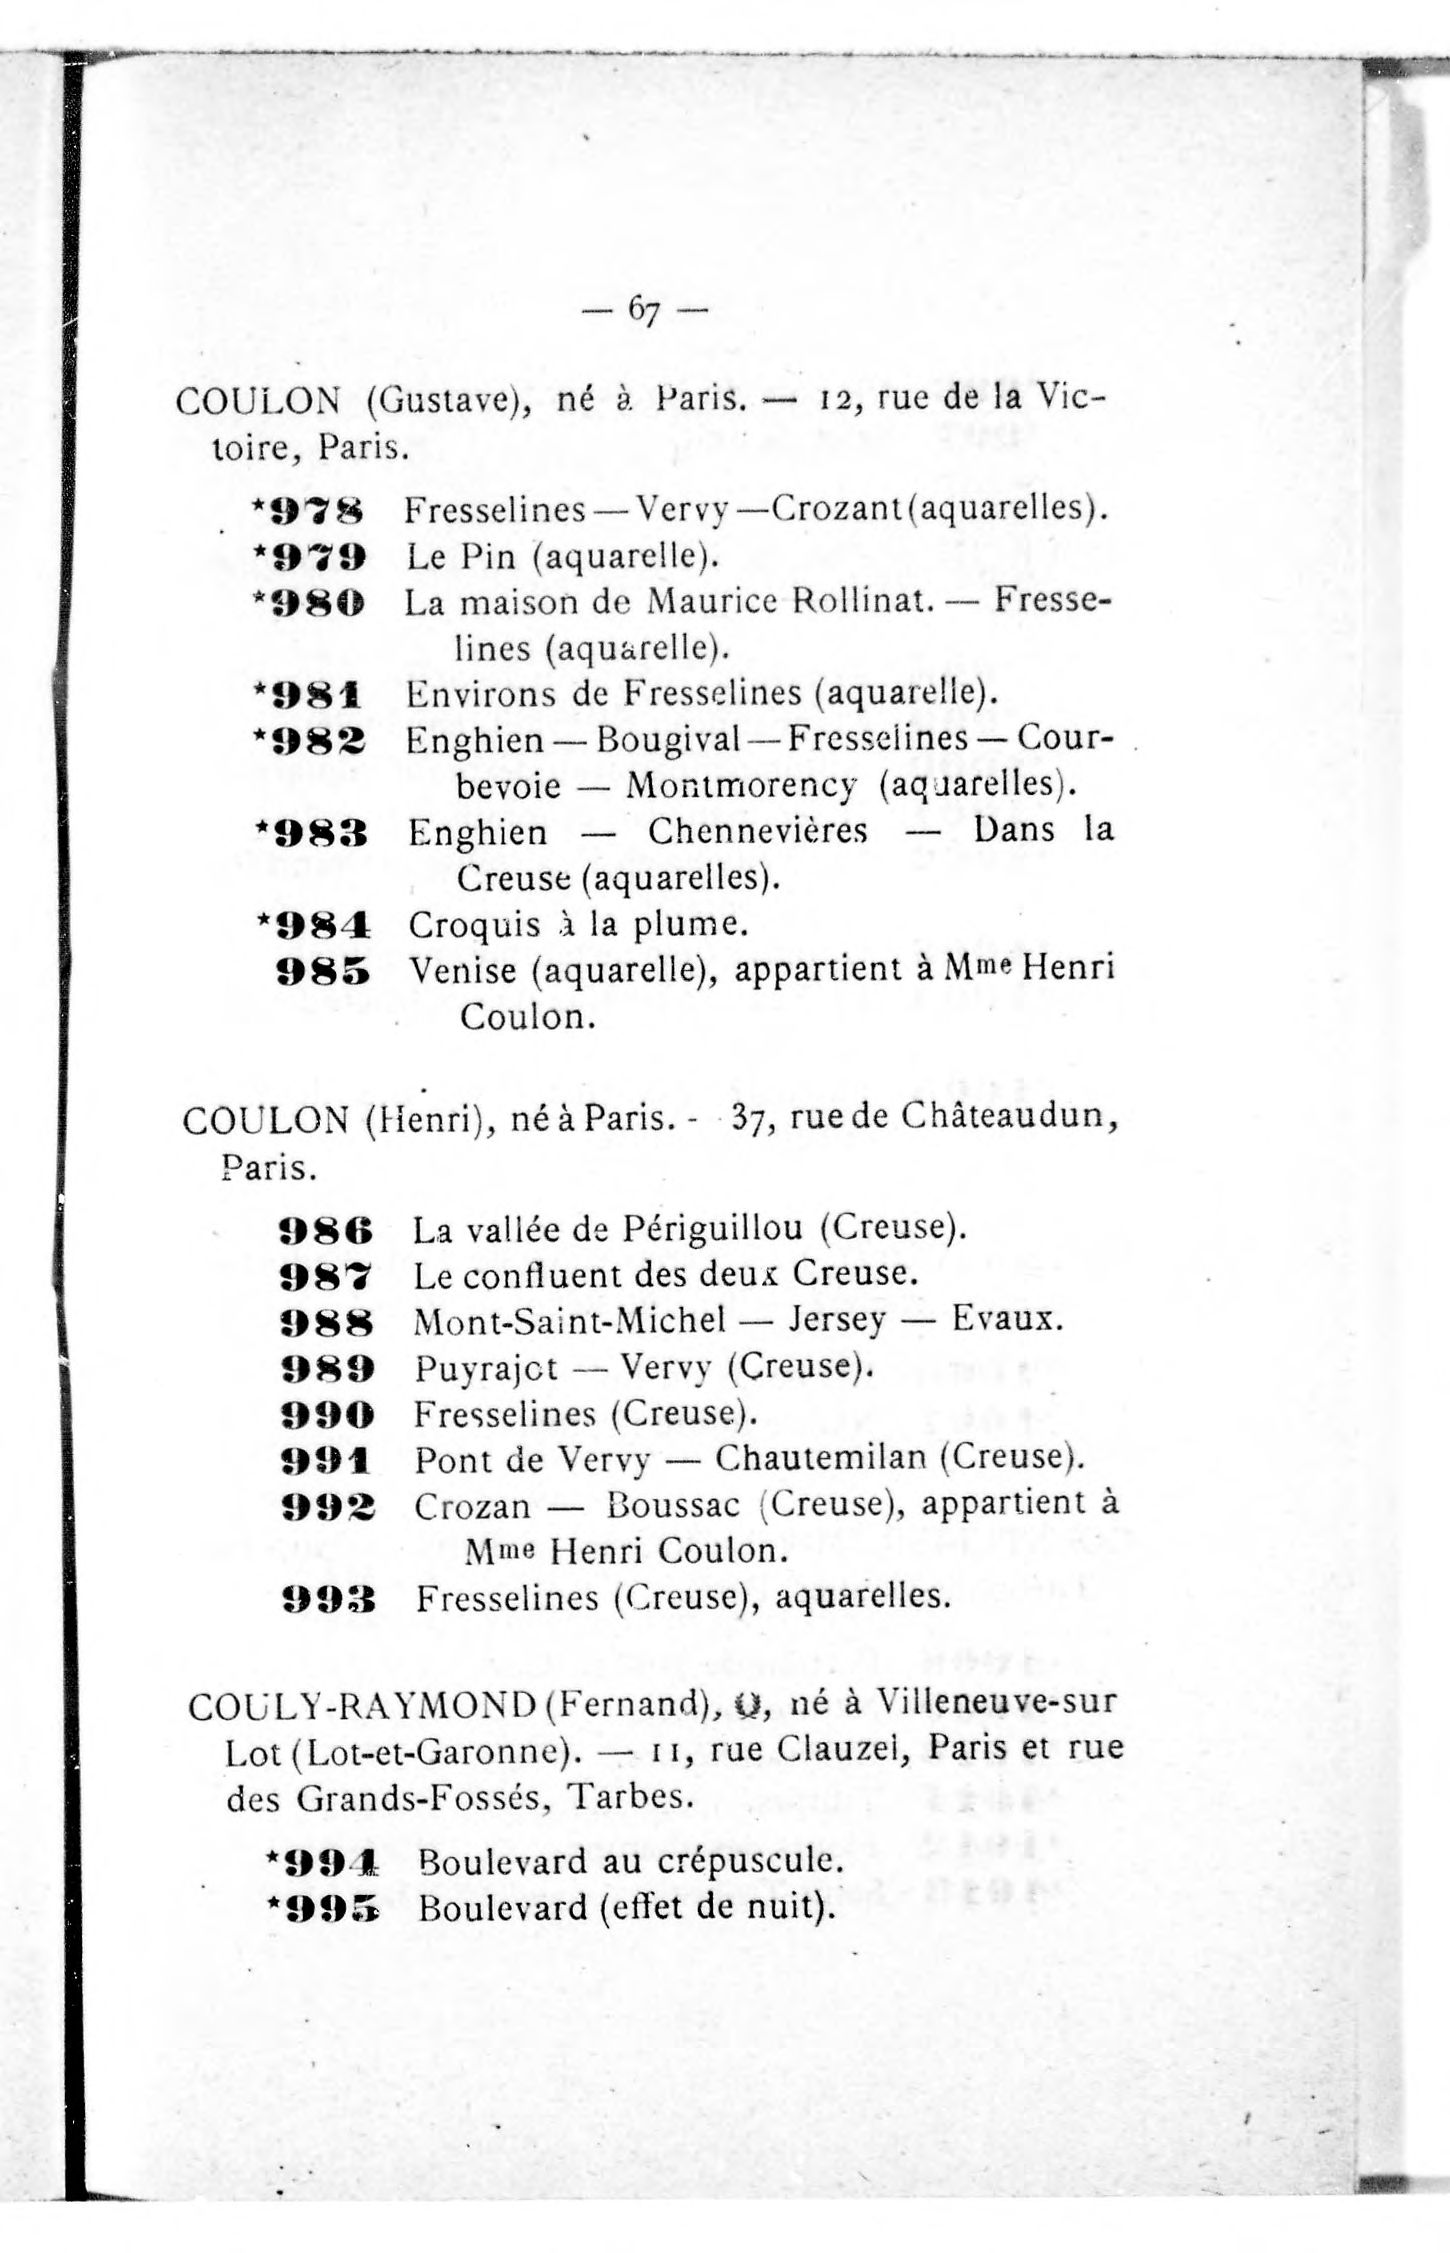 — 67 —
COULON (Gustave), né à Paris. — 12, rue de la Vic-
toire, Paris.
*978 Fresselines — Vervy — Crozant (aquarelles).
*979 Le Pin (aquarelle).
*980 La maison de Maurice Rollinat. — Fresse-
lines (aquarelle).
*981 Environs de Fresselines (aquarelle).
*982 Enghien — Bougival — Fresselines — Cour-
bevoie — Montmorency (aquarelles).
*983 Enghien — Chennevières — Dans la
Creuse (aquarelles).
*984 Croquis à la plume.
985 Venise (aquarelle), appartient à Mme Henri
Coulon.
COULON (Henri), né à Paris. - 37, rue de Châteaudun,
Paris.
986 La vallée de Périguillou (Creuse).
987 Le confluent des deux Creuse.
988 Mont-Saint-Michel — Jersey — Evaux.
989 Puyrajot — Vervy (Creuse).
990 Fresselines (Creuse).
991 Pont de Vervy — Chautemilan (Creuse).
992 Crozan — Boussac (Creuse), appartient à
Mme Henri Coulon.
993 Fresselines (Creuse), aquarelles.
COULY-RAYMOND (Fernand), né à Villeneuve-sur
Lot (Lot-et-Garonne). — 11, rue Clauzel, Paris et rue
des Grands-Fossés, Tarbes.
*994 Boulevard au crépuscule.
*995 Boulevard (effet de nuit).